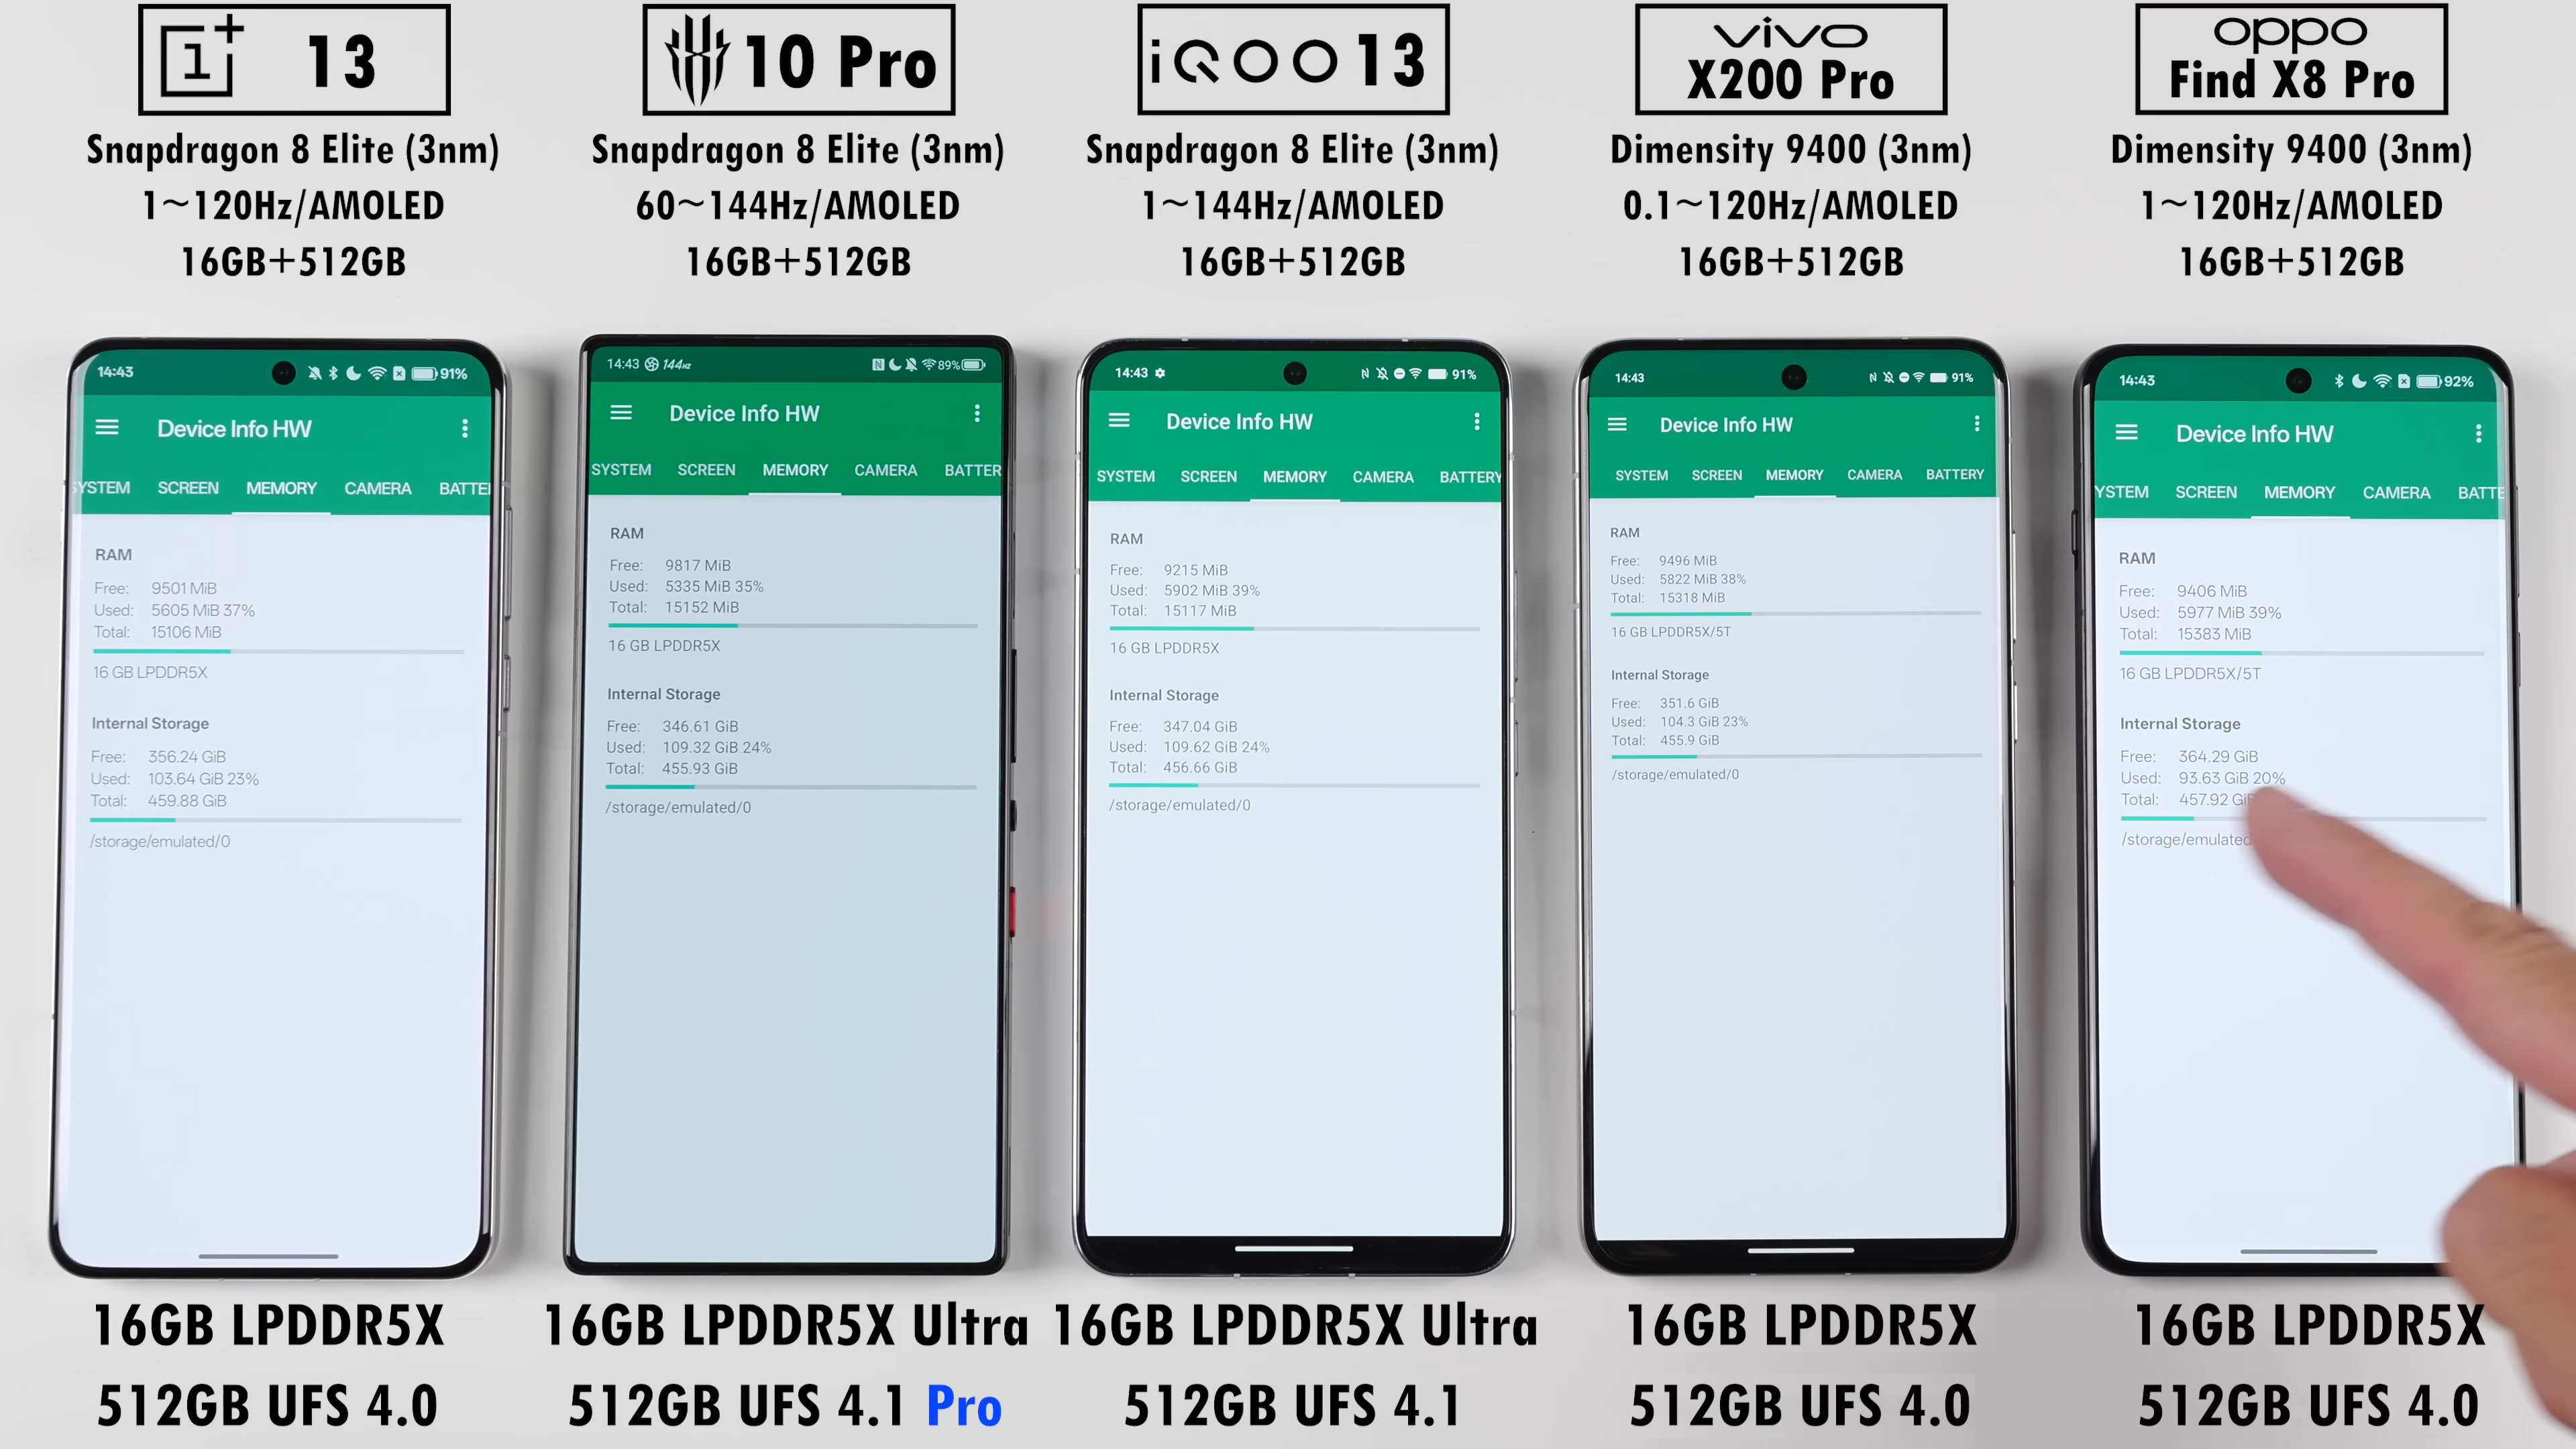 1+ 13
10 Pro
iQOO 13
vivo
X200 Pro
oppo
Find X8 Pro
Snapdragon 8 Elite (3nm)
1~120Hz/AMOLED
16GB+512GB
Snapdragon 8 Elite (3nm)
60~144Hz/AMOLED
16GB+512GB
Snapdragon 8 Elite (3nm)
1~144Hz/AMOLED
16GB+512GB
Dimensity 9400 (3nm)
0.1~120Hz/AMOLED
16GB+512GB
Dimensity 9400 (3nm)
1~120Hz/AMOLED
16GB+512GB
14:43 91%
Device Info HW
YSTEM SCREEN MEMORY CAMERA BATTE
RAM
Free: 9501 MiB
Used: 5605 MiB 37%
Total: 15106 MiB
16 GB LPDDR5X
Internal Storage
Free: 356.24 GiB
Used: 103.64 GiB 23%
Total: 459.88 GiB
/storage/emulated/0
14:43 144HZ N 89%
Device Info HW
SYSTEM SCREEN MEMORY CAMERA BATTER
RAM
Free: 9817 MiB
Used: 5335 MiB 35%
Total: 15152 MiB
16 GB LPDDR5X
Internal Storage
Free: 346.61 GiB
Used: 109.32 GiB 24%
Total: 455.93 GiB
/storage/emulated/0
14:43 91%
Device Info HW
SYSTEM SCREEN MEMORY CAMERA BATTERY
RAM
Free: 9215 MiB
Used: 5902 MiB 39%
Total: 15117 MiB
16 GB LPDDR5X
Internal Storage
Free: 347.04 GiB
Used: 109.62 GiB 24%
Total: 456.66 GiB
/storage/emulated/0
14:43 91%
Device Info HW
SYSTEM SCREEN MEMORY CAMERA BATTERY
RAM
Free: 9496 MiB
Used: 5822 MiB 38%
Total: 15318 MiB
16 GB LPDDR5X/5T
Internal Storage
Free: 351.6 GiB
Used: 104.3 GiB 23%
Total: 455.9 GiB
/storage/emulated/0
14:43 92%
Device Info HW
YSTEM SCREEN MEMORY CAMERA BATTE
RAM
Free: 9406 MiB
Used: 5977 MiB 39%
Total: 15383 MiB
16 GB LPDDR5X/5T
Internal Storage
Free: 364.29 GiB
Used: 93.63 GiB 20%
Total: 457.92 GiB
/storage/emulated
16GB LPDDR5X
512GB UFS 4.0
16GB LPDDR5X Ultra
512GB UFS 4.1 Pro
16GB LPDDR5X Ultra
512GB UFS 4.1
16GB LPDDR5X
512GB UFS 4.0
16GB LPDDR5X
512GB UFS 4.0